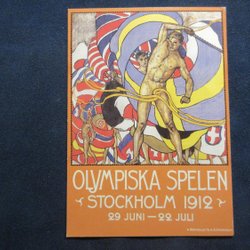 OLYMPISKA SPELEN
STOCKHOLM 1912
29 JUNI — 22 JULI